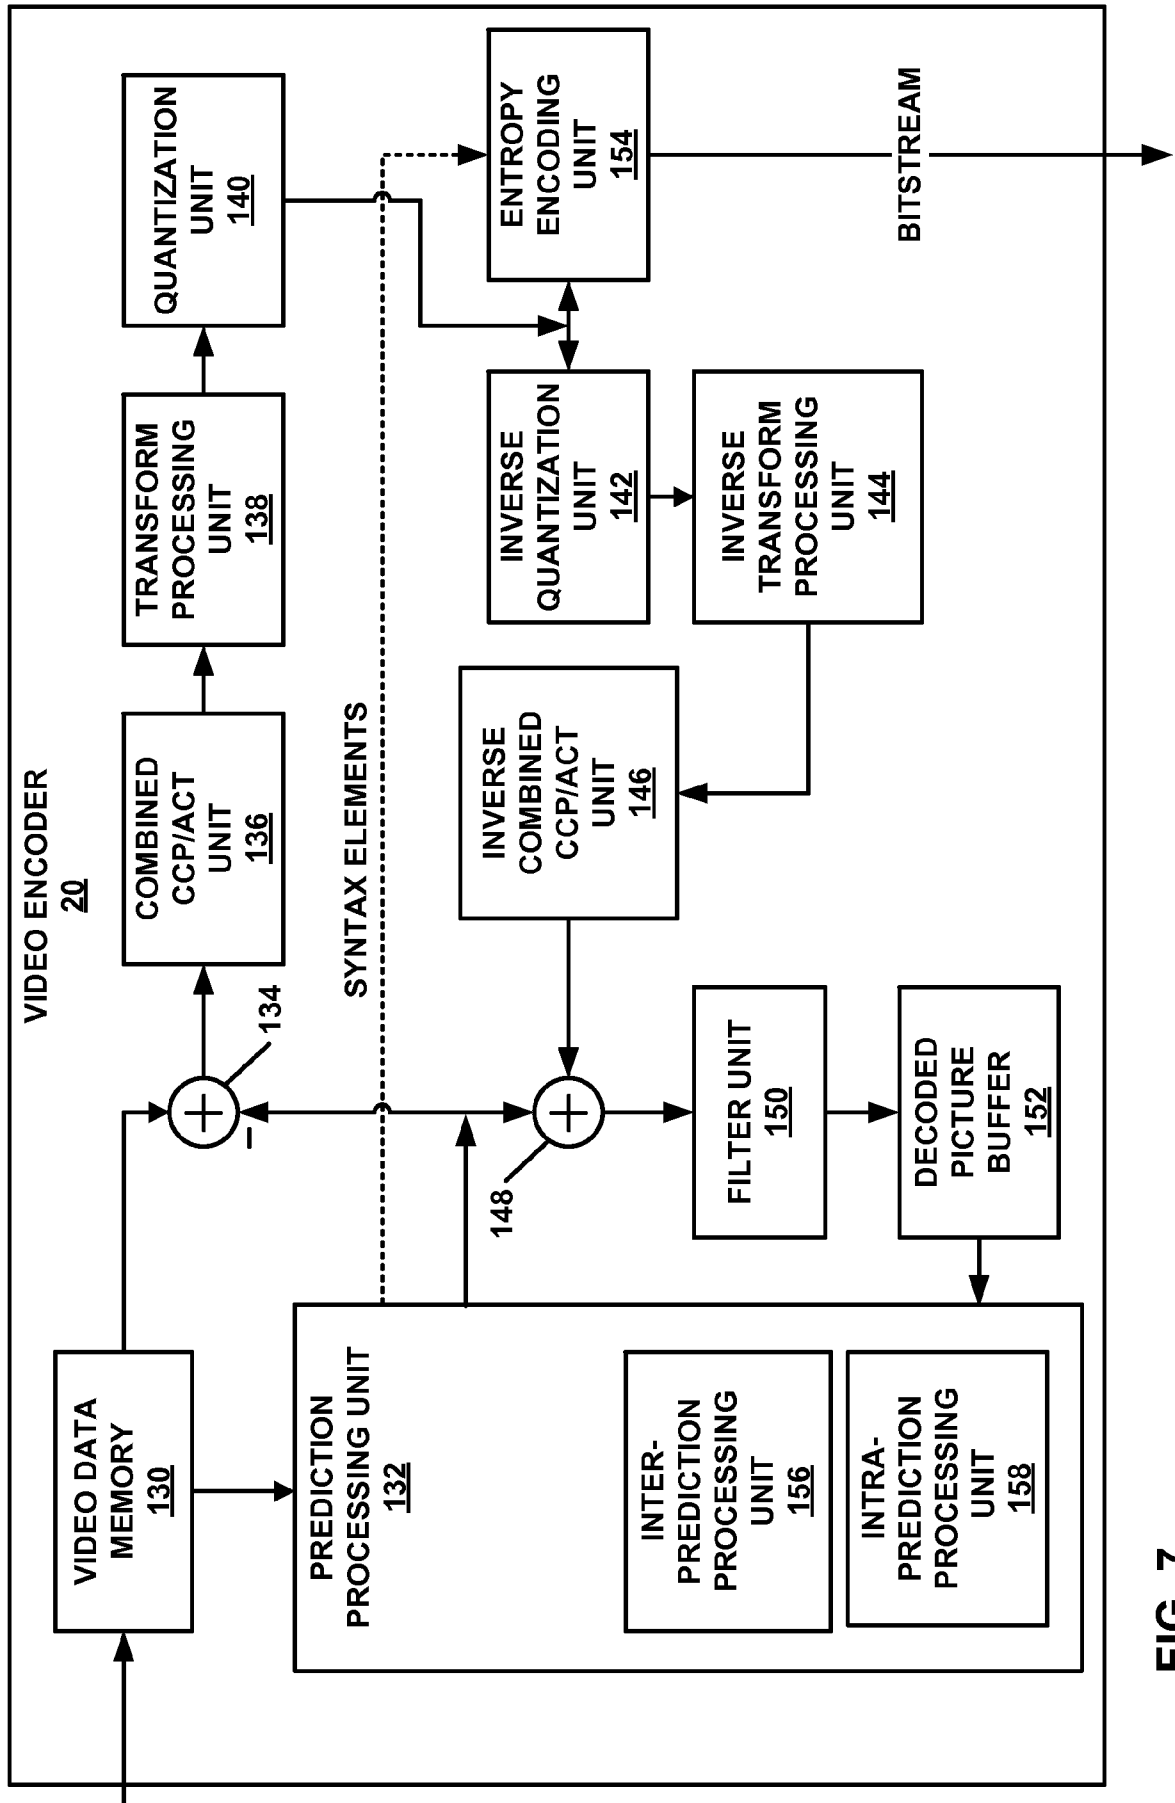 VIDEO ENCODER
20
VIDEO DATA
MEMORY
130
134
-
COMBINED
CCP/ACT
UNIT
136
TRANSFORM
PROCESSING
UNIT
138
QUANTIZATION
UNIT
140
PREDICTION
PROCESSING UNIT
132
SYNTAX ELEMENTS
148
INVERSE
COMBINED
CCP/ACT
UNIT
146
INVERSE
QUANTIZATION
UNIT
142
ENTROPY
ENCODING
UNIT
154
INTER-
PREDICTION
PROCESSING
UNIT
156
FILTER UNIT
150
INVERSE
TRANSFORM
PROCESSING
UNIT
144
INTRA-
PREDICTION
PROCESSING
UNIT
158
DECODED
PICTURE
BUFFER
152
BITSTREAM
FIG. 7